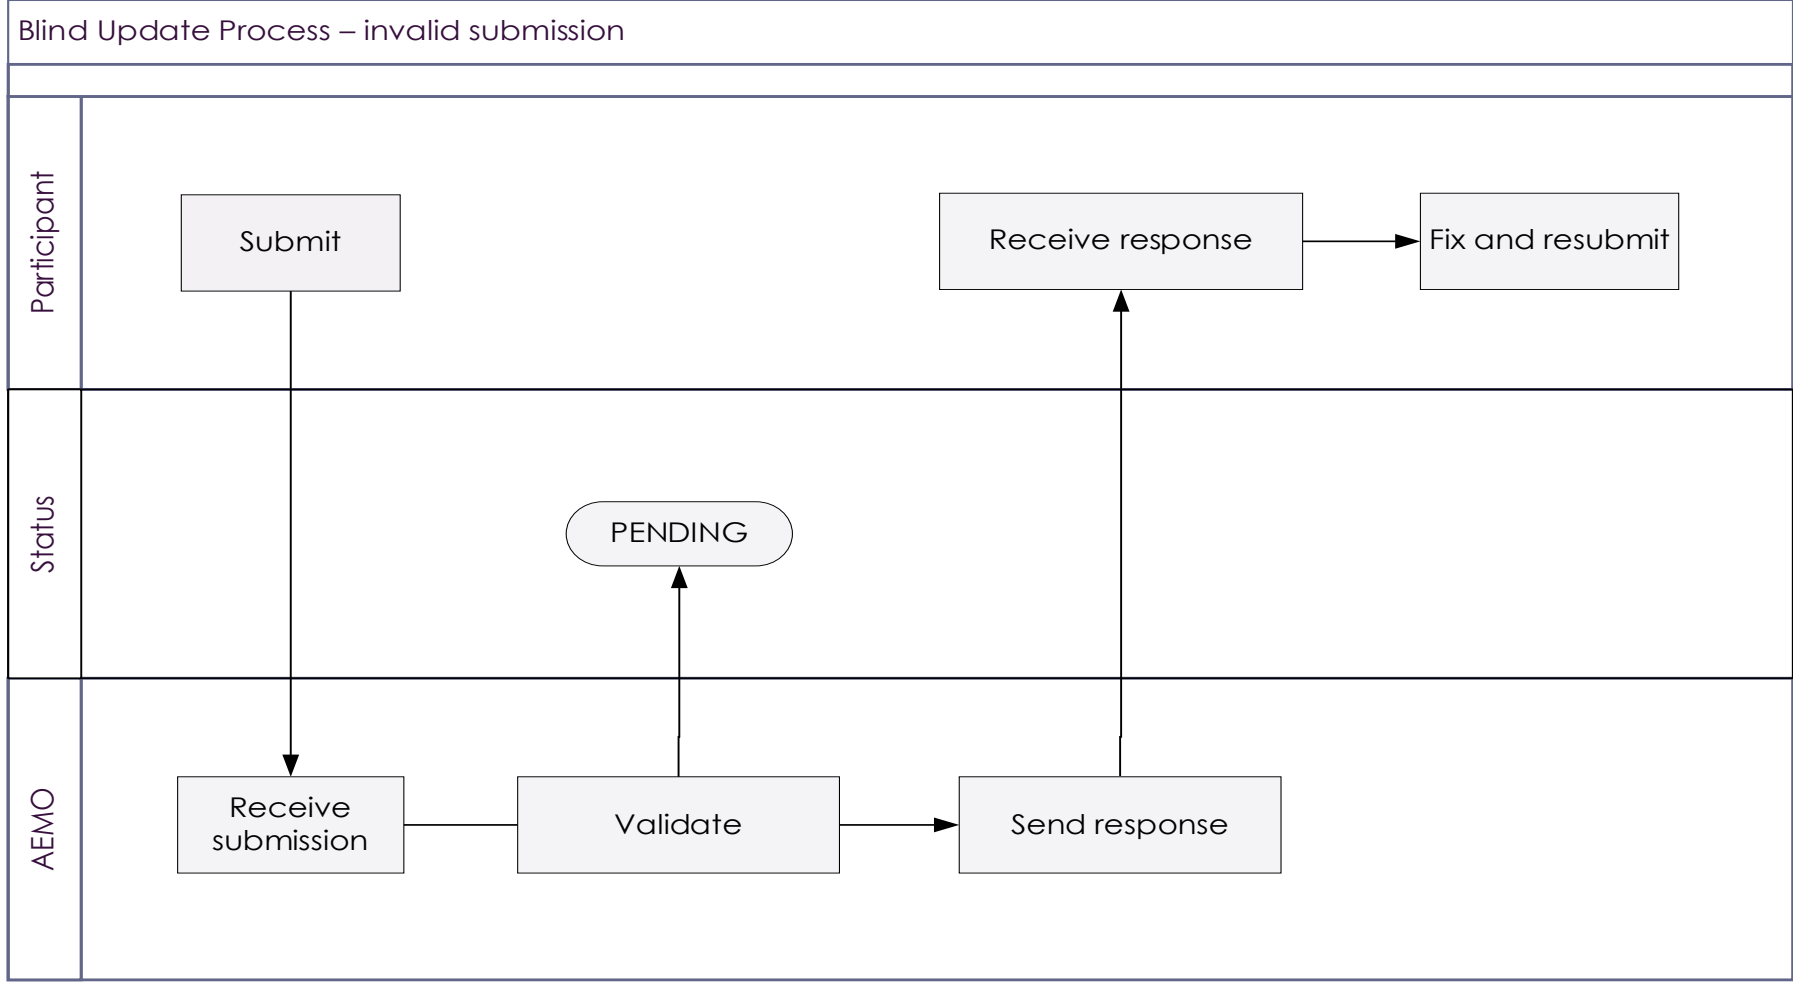 Blind Update Process – invalid submission
Participant
Submit
Receive response
Fix and resubmit
Status
PENDING
AEMO
Receive
submission
Validate
Send response